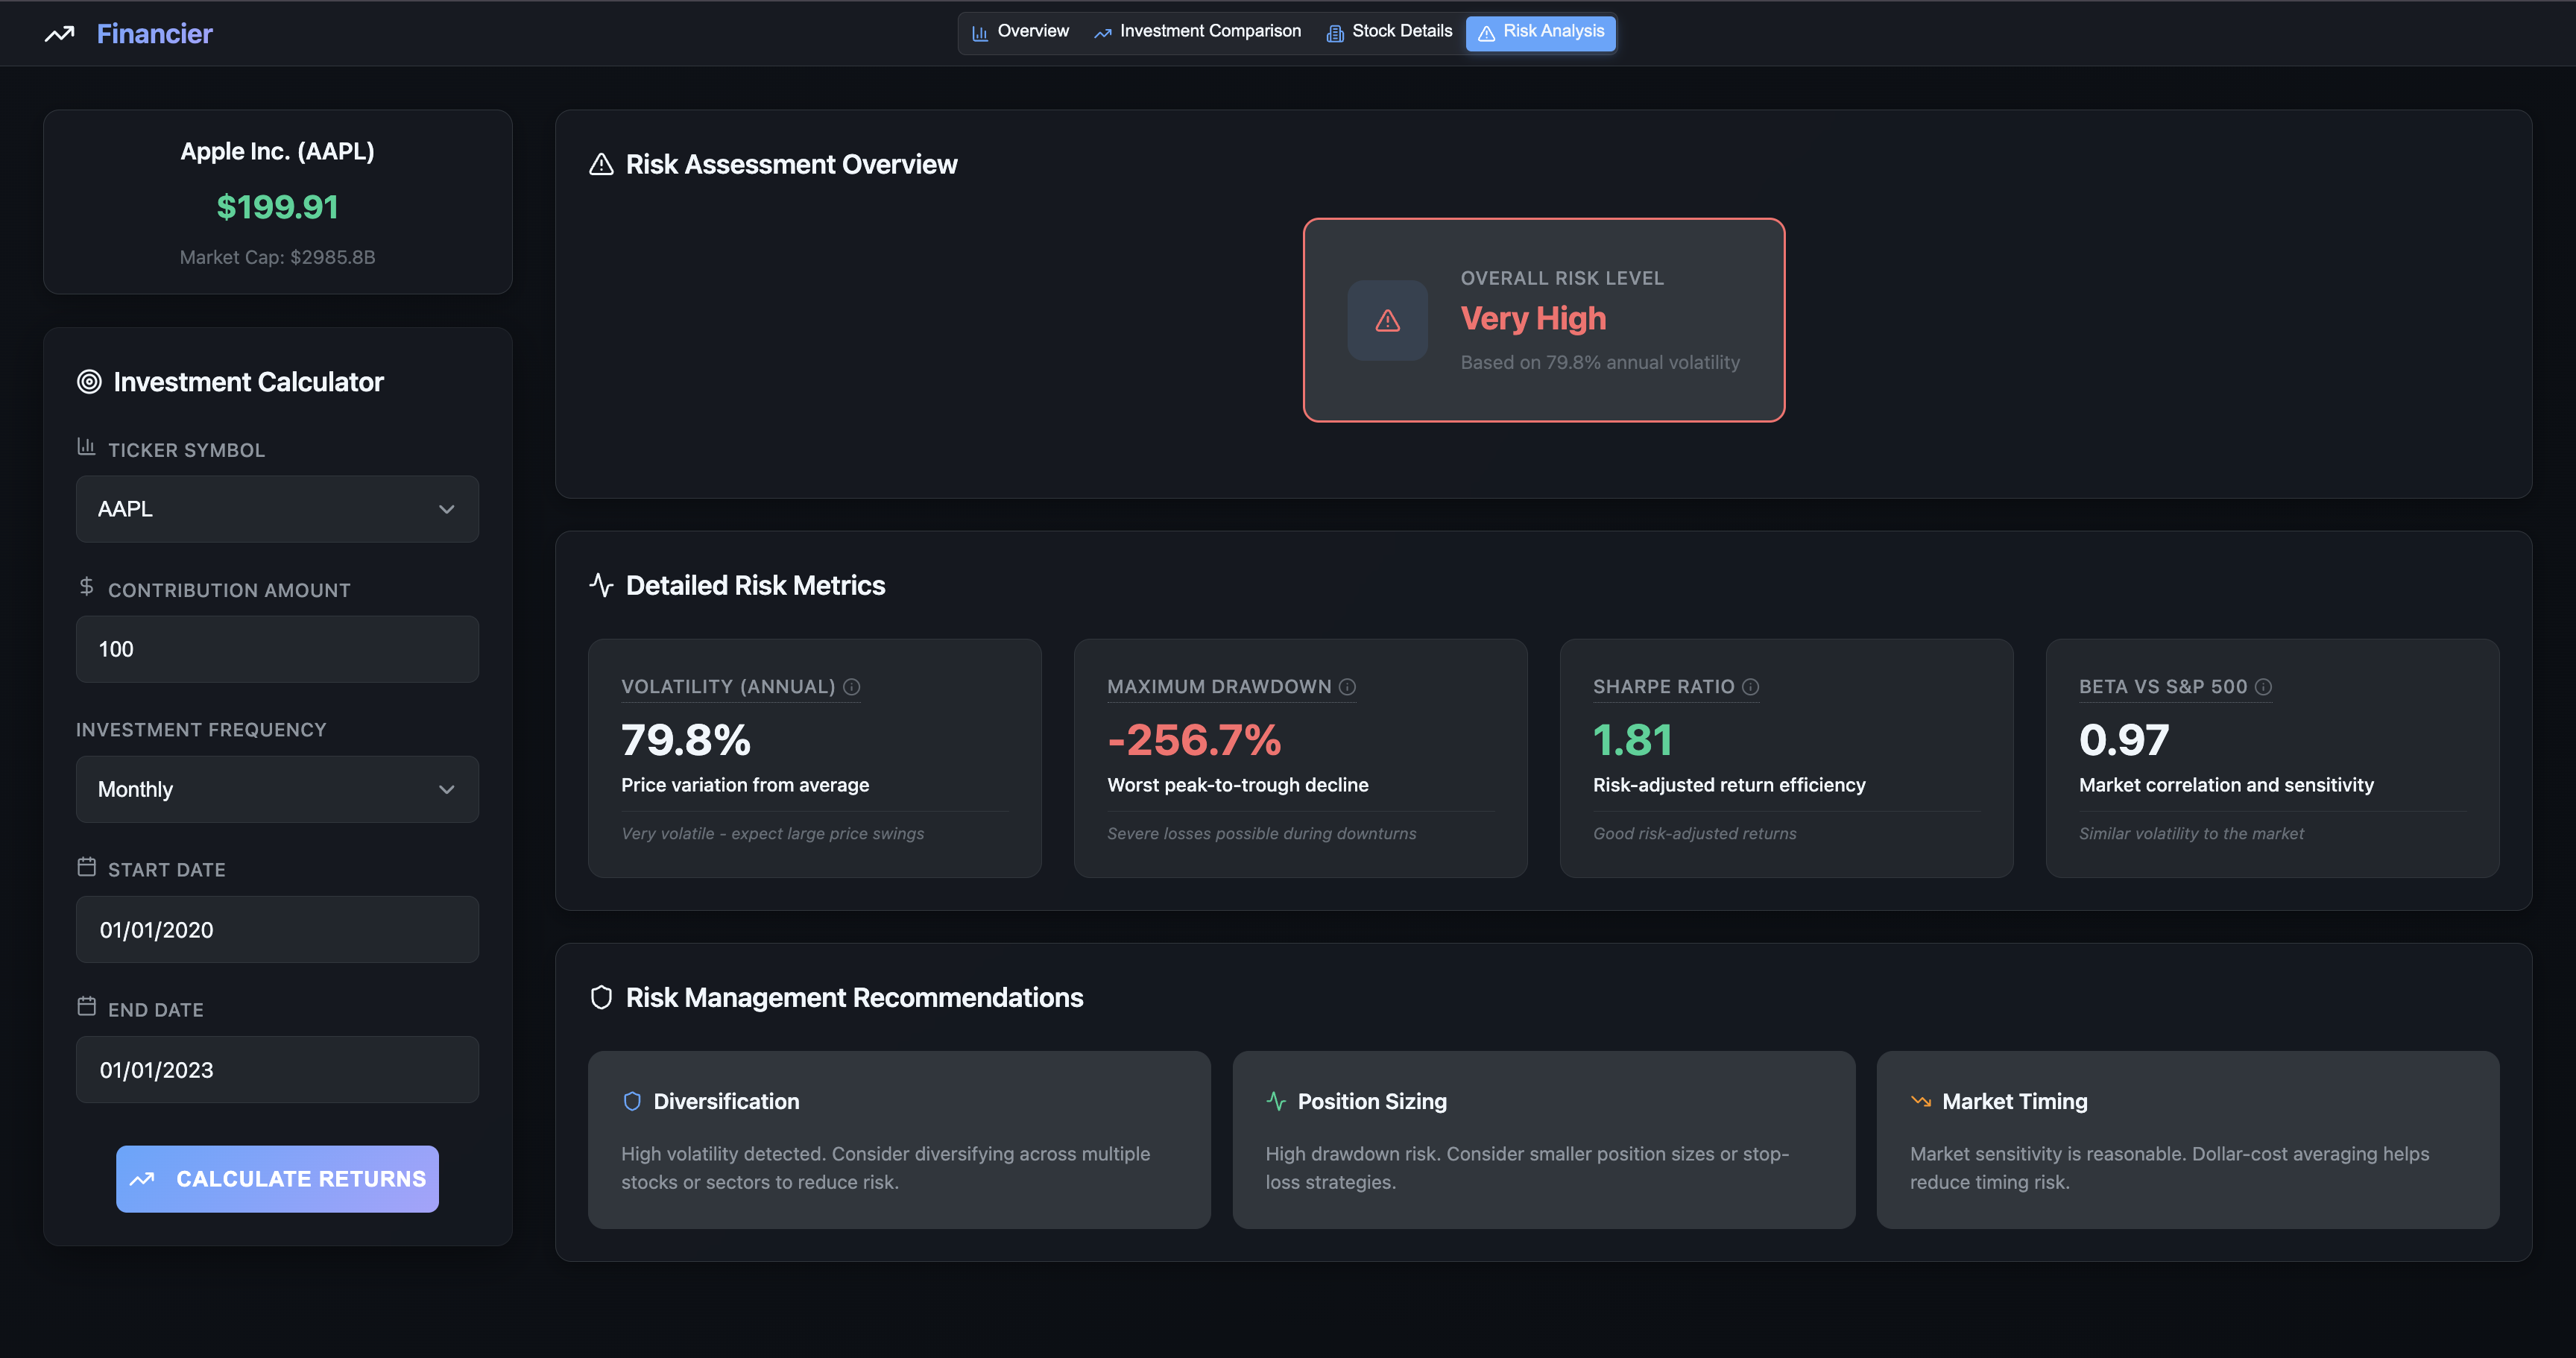 Financier
Overview
Investment Comparison
Stock Details
Risk Analysis
Apple Inc. (AAPL)
$199.91
Market Cap: $2985.8B
Investment Calculator
TICKER SYMBOL
AAPL
CONTRIBUTION AMOUNT
100
INVESTMENT FREQUENCY
Monthly
START DATE
01/01/2020
END DATE
01/01/2023
CALCULATE RETURNS
Risk Assessment Overview
OVERALL RISK LEVEL
Very High
Based on 79.8% annual volatility
Detailed Risk Metrics
VOLATILITY (ANNUAL)
79.8%
Price variation from average
Very volatile - expect large price swings
MAXIMUM DRAWDOWN
-256.7%
Worst peak-to-trough decline
Severe losses possible during downturns
SHARPE RATIO
1.81
Risk-adjusted return efficiency
Good risk-adjusted returns
BETA VS S&P 500
0.97
Market correlation and sensitivity
Similar volatility to the market
Risk Management Recommendations
Diversification
High volatility detected. Consider diversifying across multiple
stocks or sectors to reduce risk.
Position Sizing
High drawdown risk. Consider smaller position sizes or stop-
loss strategies.
Market Timing
Market sensitivity is reasonable. Dollar-cost averaging helps
reduce timing risk.